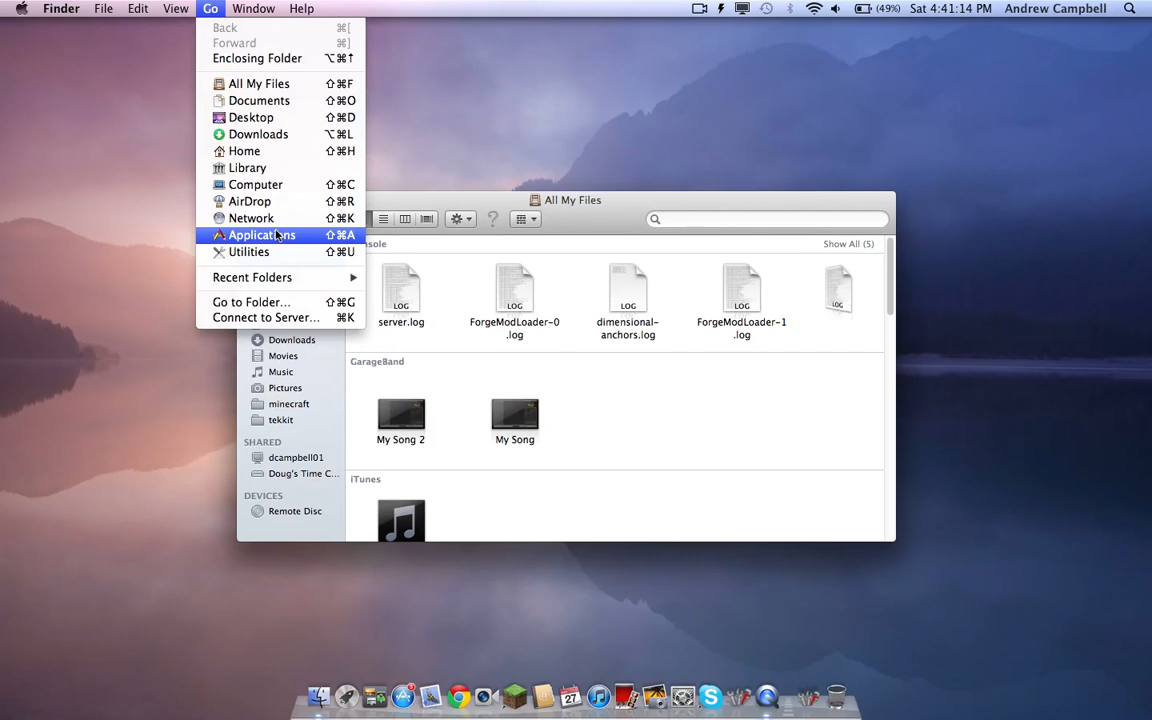 Finder File Edit View Go Window Help (49%) Sat 4:41:14 PM Andrew Campbell
Back ⌘[
Forward ⌘]
Enclosing Folder ⌥⌘↑
All My Files ⇧⌘F
Documents ⇧⌘O
Desktop ⇧⌘D
Downloads ⌥⌘L
Home ⇧⌘H
Library
Computer ⇧⌘C
AirDrop ⇧⌘R
Network ⇧⌘K
Applications ⇧⌘A
Utilities ⇧⌘U
Recent Folders
Go to Folder... ⇧⌘G
Connect to Server... ⌘K
All My Files
Show All (5)
LOG LOG LOG LOG LOG
server.log ForgeModLoader-0 dimensional- ForgeModLoader-1
.log anchors.log .log
Downloads
Movies
Music
Pictures
minecraft
tekkit
SHARED
dcampbell01
Doug's Time C...
DEVICES
Remote Disc
GarageBand
My Song 2 My Song
iTunes
27